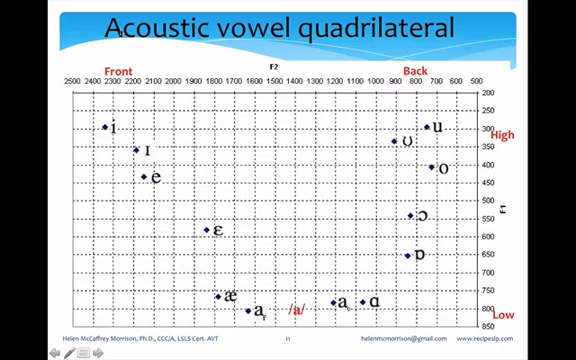 Acoustic vowel quadrilateral
F2
Front Back
2500 2400 2300 2200 2100 2000 1900 1800 1700 1600 1500 1400 1300 1200 1100 1000 900 800 700 600 500
200
250
i u 300
High
ɪ ʊ 350
o 400
e 450
500
F1
ɔ 550
ɛ 600
ɒ 650
700
æ 750
a /a/ a ɑ 800
Low
850
Helen McCaffrey Morrison, Ph.D., CCC/A, LSLS Cert. AVT 11 helenmcmorrison@gmail.com www.recipeslp.com